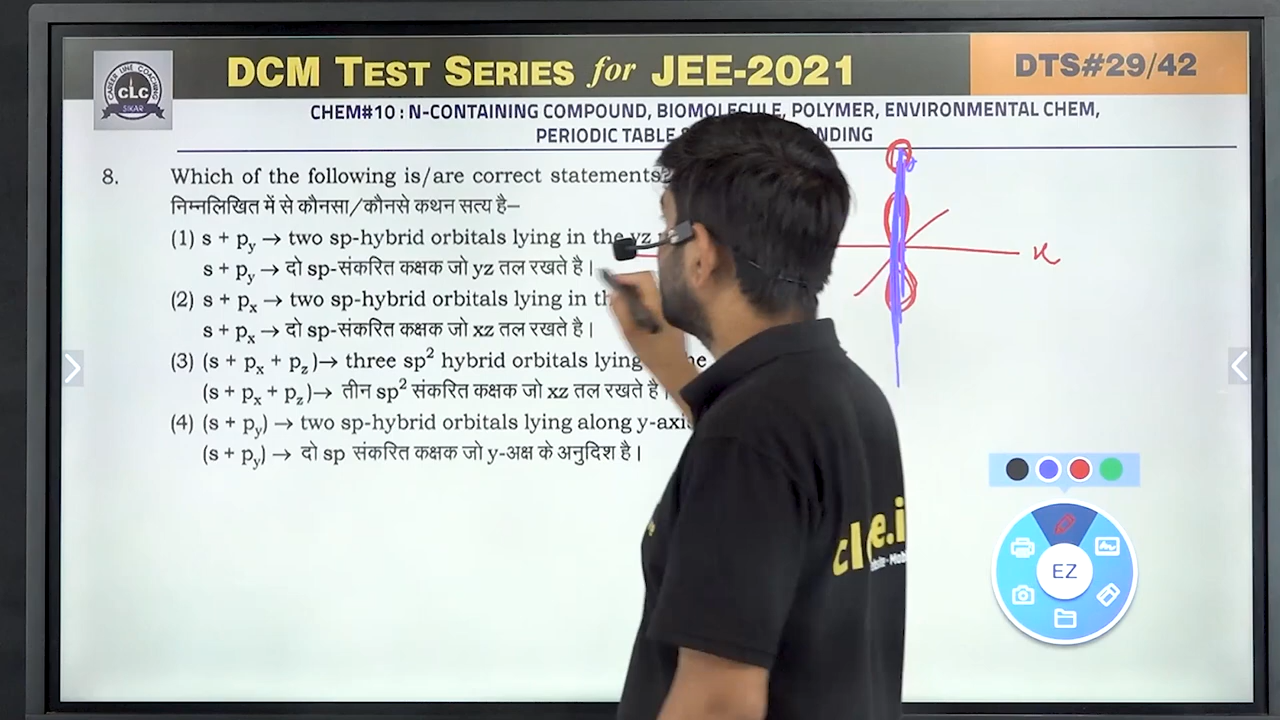 DCM TEST SERIES for JEE-2021
DTS#29/42
CAREER LINE COACHING
CLC
SIKAR
CHEM#10 : N-CONTAINING COMPOUND, BIOMOLECULE, POLYMER, ENVIRONMENTAL CHEM,
PERIODIC TABLE
8. Which of the following is/are correct statements?
निम्नलिखित में से कौनसा/कौनसे कथन सत्य है–
(1) s + py → two sp-hybrid orbitals lying in the yz
s + py → दो sp-संकरित कक्षक जो yz तल रखते है।
(2) s + px → two sp-hybrid orbitals lying in
s + px → दो sp-संकरित कक्षक जो xz तल रखते है।
(3) (s + px + pz)→ three sp² hybrid orbitals lying
(s + px + pz)→ तीन sp² संकरित कक्षक जो xz तल रखते है।
(4) (s + py) → two sp-hybrid orbitals lying along y-axis
(s + py) → दो sp संकरित कक्षक जो y-अक्ष के अनुदिश है।
x
EZ